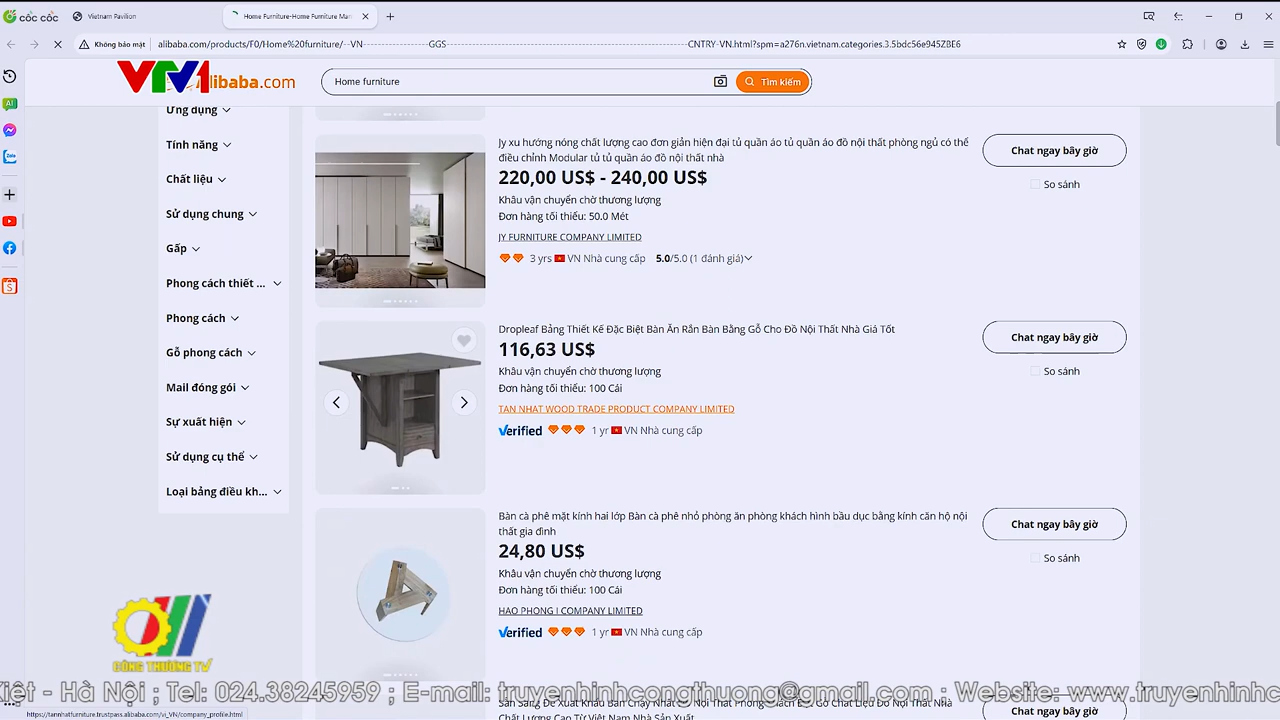 cốc cốc
Vietnam Pavilion
Home Furniture-Home Furniture Man
Không bảo mật
alibaba.com/products/F0/Home%20furniture/--VN----------------------GGS----------------------------------------------------------------------------------------CNTRY-VN.html?spm=a276n.vietnam.categories.3.5bdc56e945ZBE6
VTV1
libaba.com
Home furniture
Tìm kiếm
Ứng dụng
Tính năng
Chất liệu
Sử dụng chung
Gấp
Phong cách thiết ...
Phong cách
Gỗ phong cách
Mail đóng gói
Sự xuất hiện
Sử dụng cụ thể
Loại bảng điều kh...
Jy xu hướng nóng chất lượng cao đơn giản hiện đại tủ quần áo tủ quần áo đồ nội thất phòng ngủ có thể
điều chỉnh Modular tủ tủ quần áo đồ nội thất nhà
220,00 US$ - 240,00 US$
Khâu vận chuyển chờ thương lượng
Đơn hàng tối thiểu: 50.0 Mét
JY FURNITURE COMPANY LIMITED
3 yrs VN Nhà cung cấp 5.0/5.0 (1 đánh giá)
Chat ngay bây giờ
So sánh
Dropleaf Bảng Thiết Kế Đặc Biệt Bàn Ăn Rắn Bàn Bằng Gỗ Cho Đồ Nội Thất Nhà Giá Tốt
116,63 US$
Khâu vận chuyển chờ thương lượng
Đơn hàng tối thiểu: 100 Cái
TAN NHAT WOOD TRADE PRODUCT COMPANY LIMITED
Verified 1 yr VN Nhà cung cấp
Chat ngay bây giờ
So sánh
Bàn cà phê mặt kính hai lớp Bàn cà phê nhỏ phòng ăn phòng khách hình bầu dục bằng kính căn hộ nội
thất gia đình
24,80 US$
Khâu vận chuyển chờ thương lượng
Đơn hàng tối thiểu: 100 Cái
HAO PHONG I COMPANY LIMITED
Verified 1 yr VN Nhà cung cấp
Chat ngay bây giờ
So sánh
CÔNG THƯƠNG TV
Kiệt - Hà Nội ; Tel: 024.38245959 ; E-mail: truyenhinhcongthuong@gmail.com ; Website: www.truyenhinhc
Sẵn Sàng Để Xuất Khẩu Bán Chạy Nhất Đồ Nội Thất Phòng
Chất Lượng Cao Từ Việt Nam Nhà Sản Xuất
Chat ngay bây giờ
https://tannhatfurniture.trustpass.alibaba.com/vi_VN/company_profile.html